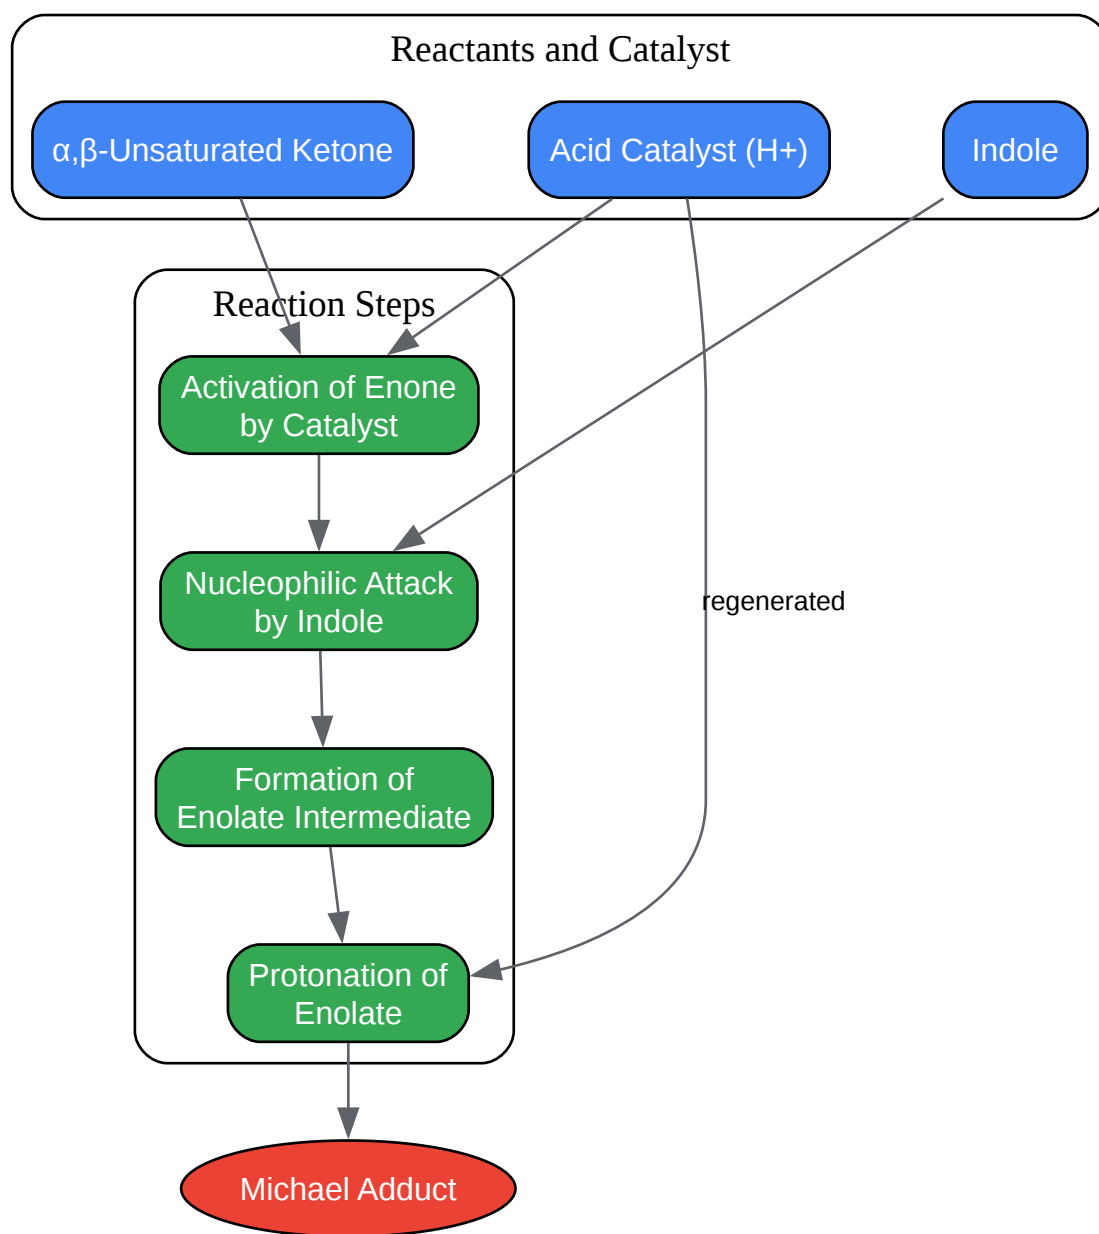 Reactants and Catalyst
α,β-Unsaturated Ketone
Acid Catalyst (H+)
Indole
Reaction Steps
Activation of Enone
by Catalyst
Nucleophilic Attack
by Indole
regenerated
Formation of
Enolate Intermediate
Protonation of
Enolate
Michael Adduct